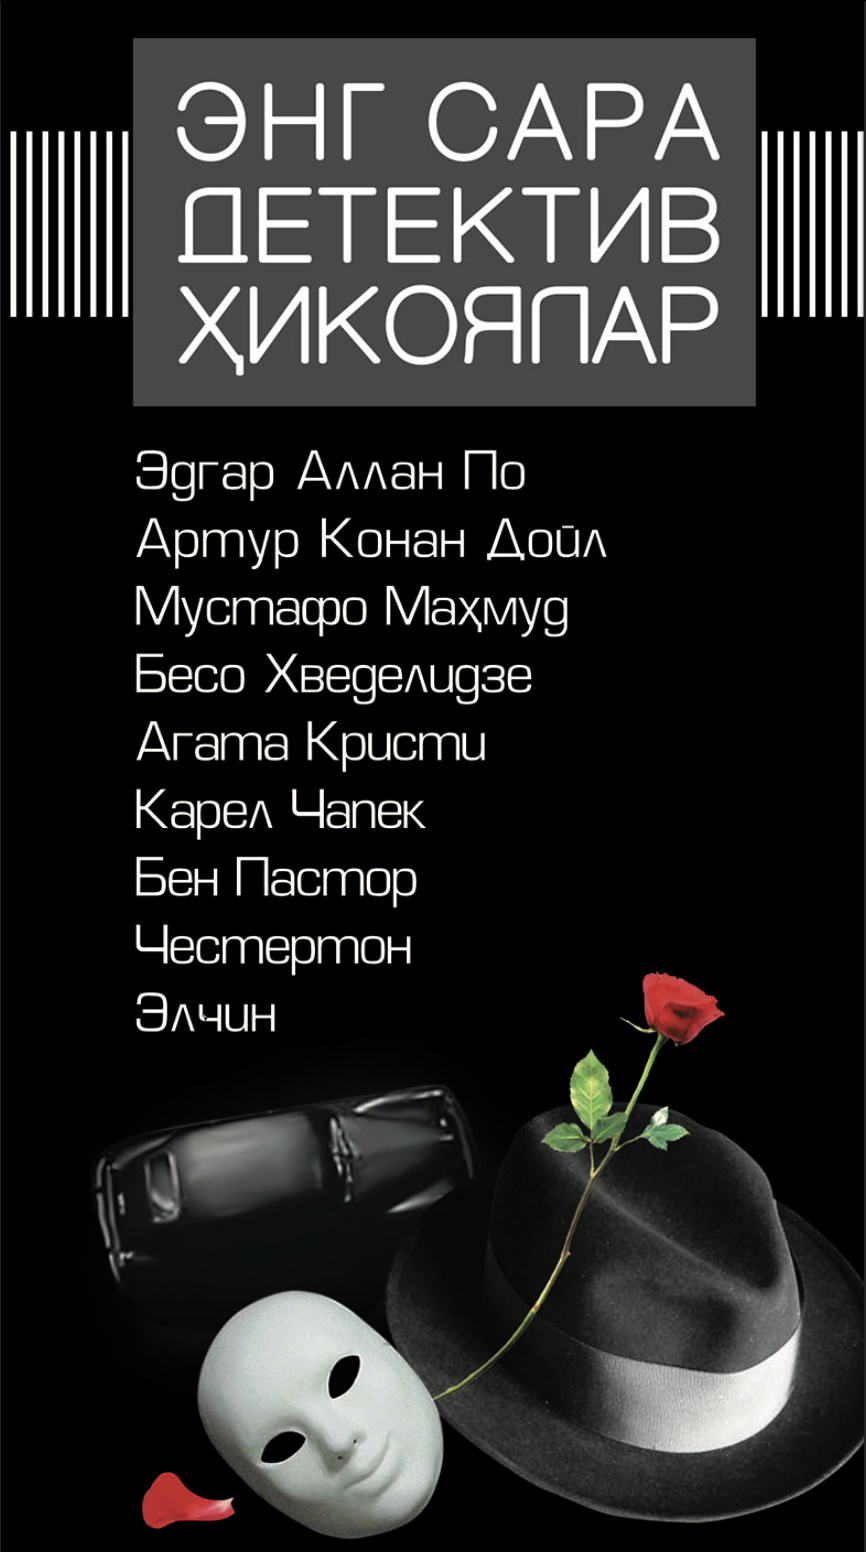 ЭНГ САРА
ДЕТЕКТИВ
ҲИКОЯЛАР
Эдгар Аллан По
Артур Конан Дойл
Мустафо Маҳмуд
Бесо Хведелидзе
Агата Кристи
Карел Чапек
Бен Пастор
Честертон
Элчин